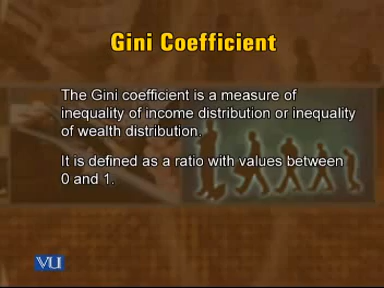 Gini Coefficient
The Gini coefficient is a measure of
inequality of income distribution or inequality
of wealth distribution.
It is defined as a ratio with values between
0 and 1.
VU